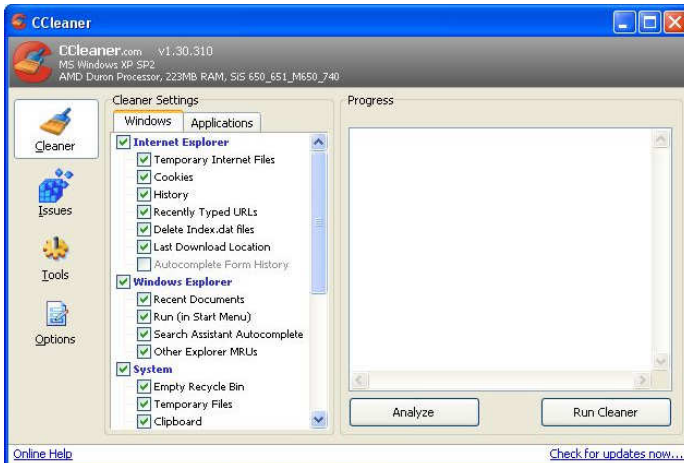 CCleaner
CCleaner.com v1.30.310
MS Windows XP SP2
AMD Duron Processor, 223MB RAM, SiS 650_651_M650_740
Cleaner
Issues
Tools
Options
Cleaner Settings
Windows Applications
Internet Explorer
Temporary Internet Files
Cookies
History
Recently Typed URLs
Delete Index.dat files
Last Download Location
Autocomplete Form History
Windows Explorer
Recent Documents
Run (in Start Menu)
Search Assistant Autocomplete
Other Explorer MRUs
System
Empty Recycle Bin
Temporary Files
Clipboard
Progress
Analyze Run Cleaner
Online Help Check for updates now...